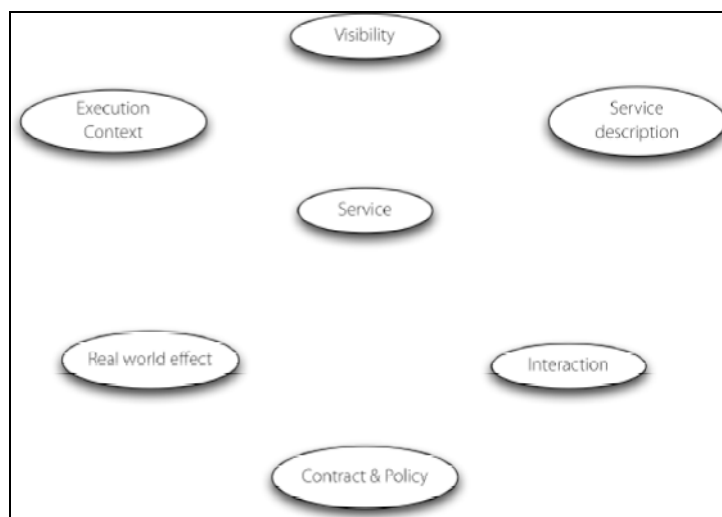 Visibility
Execution
Context
Service
description
Service
Real world effect
Interaction
Contract & Policy